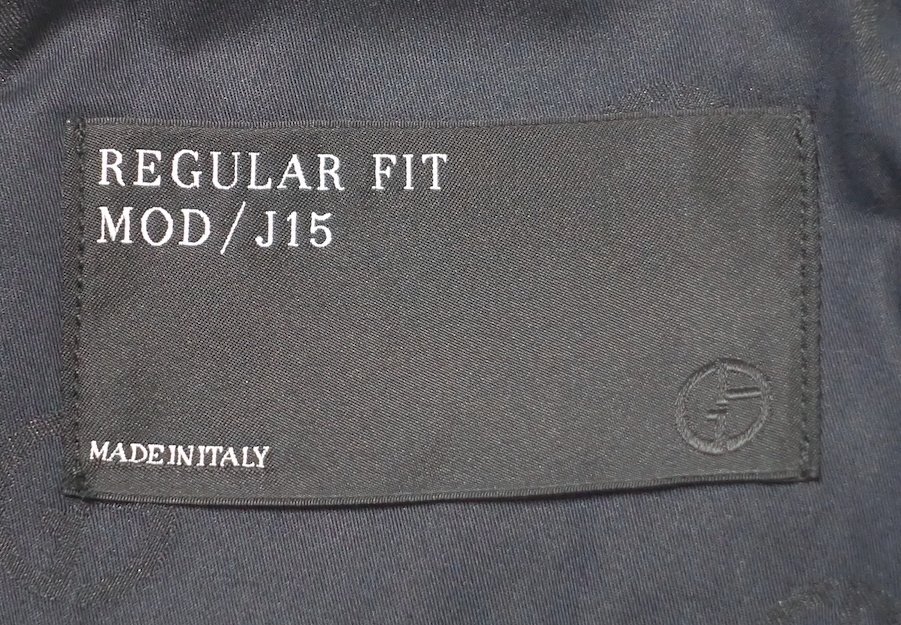 REGULAR FIT
MOD/J15
MADE IN ITALY